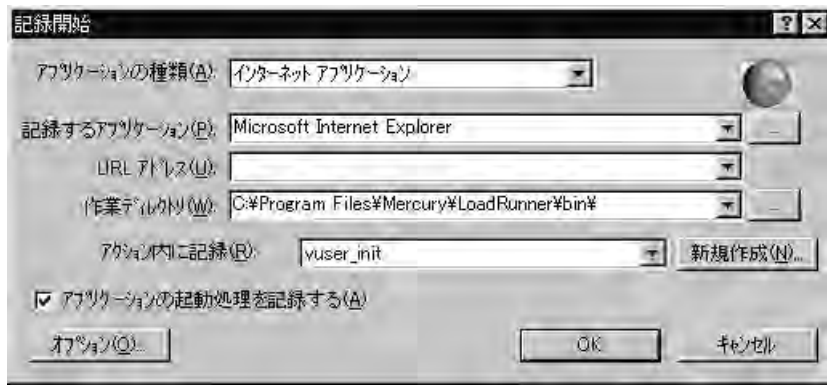 記録開始
アプリケーションの種類(A): インターネット アプリケーション
記録するアプリケーション(P): Microsoft Internet Explorer ...
URL アドレス(U):
作業ディレクトリ(W): C:¥Program Files¥Mercury¥LoadRunner¥bin¥ ...
アクション内に記録(R): vuser_init 新規作成(N)...
アプリケーションの起動処理を記録する(A)
オプション(O)... OK キャンセル